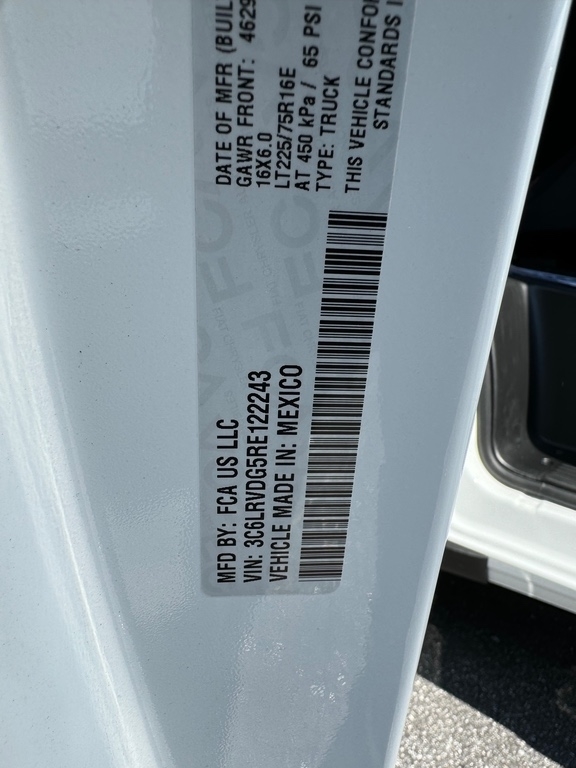 MFD BY: FCA US LLC
VIN: 3C6LRVDG5RE122243
VEHICLE MADE IN: MEXICO
DATE OF MFR (BUIL
GAWR FRONT: 4629
16X6.0
LT225/75R16E
AT 450 kPa / 65 PSI
TYPE: TRUCK
THIS VEHICLE CONFO
STANDARDS I